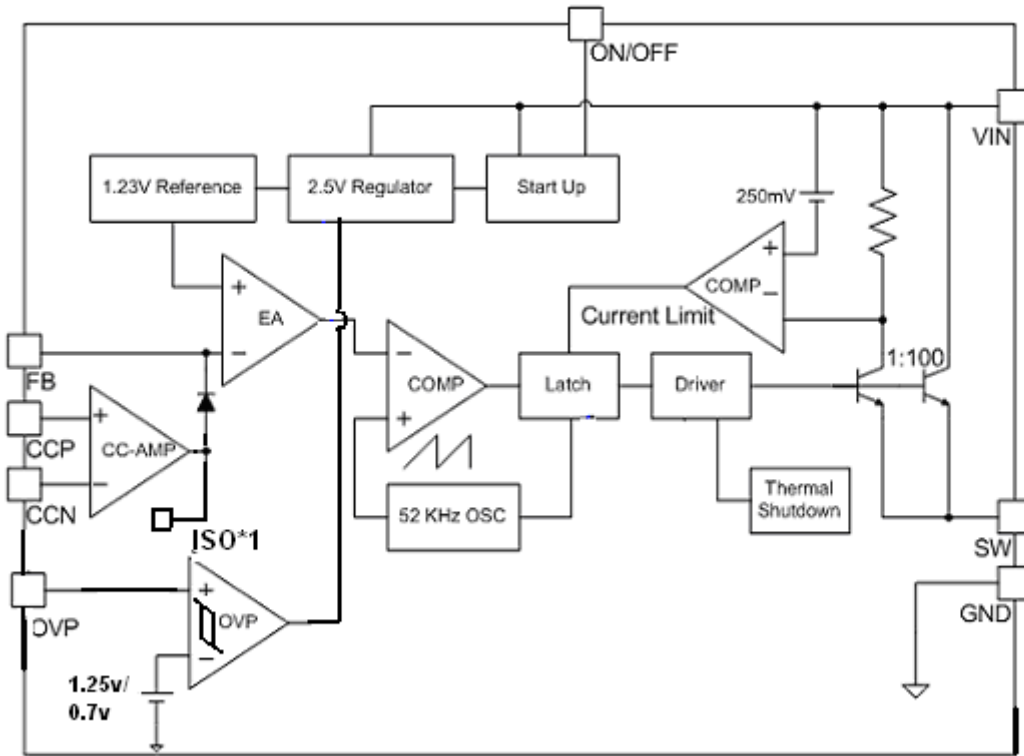 ON/OFF
VIN
1.23V Reference
2.5V Regulator
Start Up
250mV
+
COMP
−
Current Limit
+
EA
−
1:100
FB
−
COMP
+
Latch
Driver
CCP
+
CC-AMP
CCN
−
52 KHz OSC
Thermal
Shutdown
ISO*1
SW
OVP
+
OVP
−
GND
1.25v/
0.7v